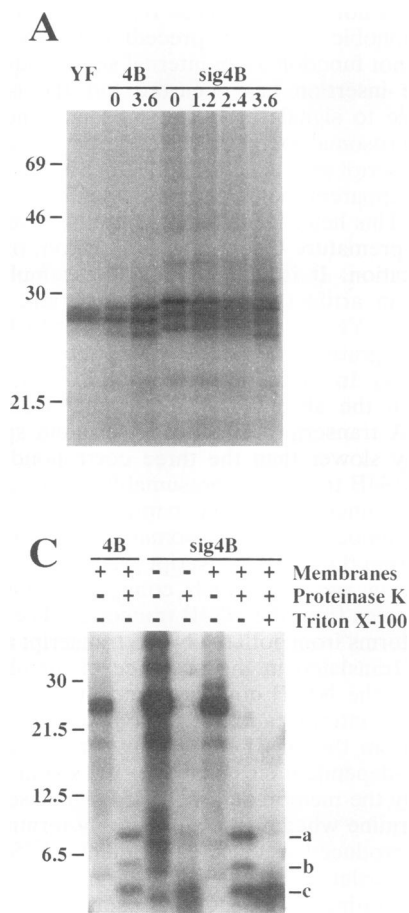 A
YF 4B sig4B
0 3.6 0 1.2 2.4 3.6
69
46
30
21.5
C
4B sig4B
+ + - - + + + Membranes
- + - + - + + Proteinase K
- - - - - - + Triton X-100
30
21.5
12.5
6.5
a
b
c